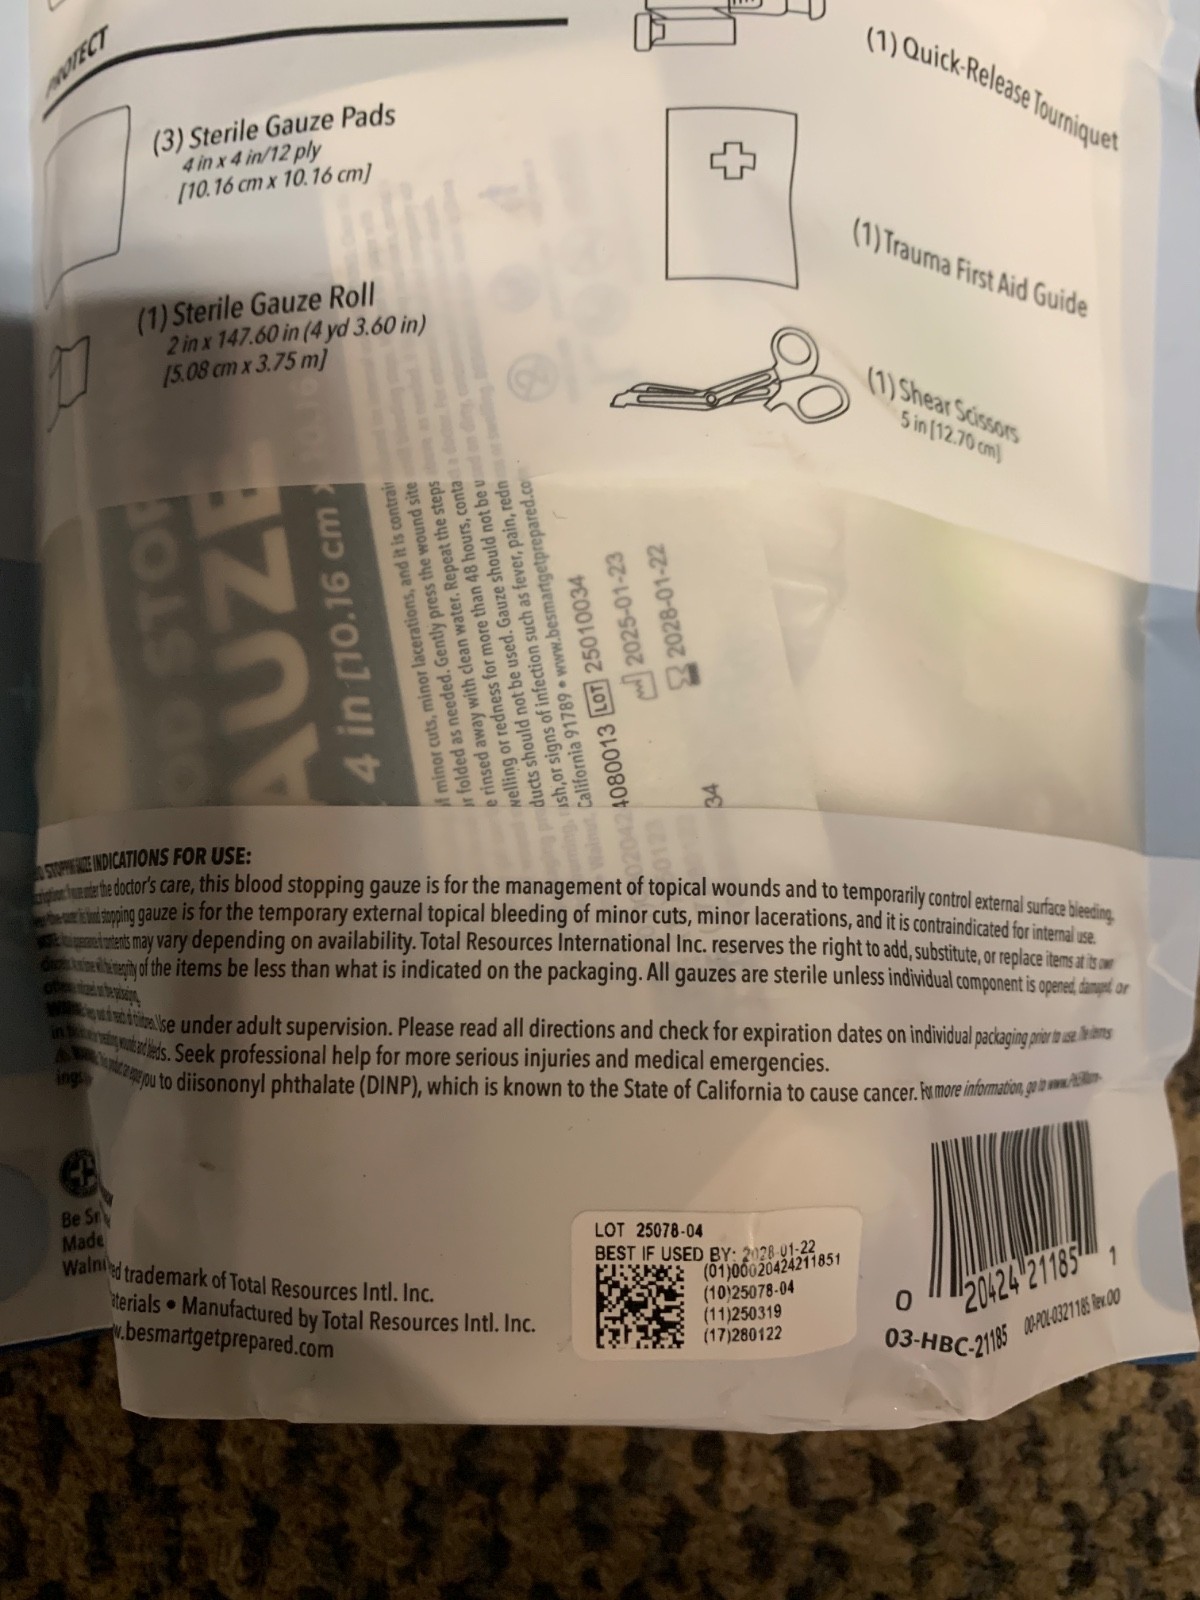 PROTECT
(3) Sterile Gauze Pads
4 in x 4 in/12 ply
[10.16 cm x 10.16 cm]
(1) Sterile Gauze Roll
2 in x 147.60 in (4 yd 3.60 in)
[5.08 cm x 3.75 m]
(1) Quick-Release Tourniquet
(1) Trauma First Aid Guide
(1) Shear Scissors
5 in [12.70 cm]
4 in [10.16 cm
minor cuts, minor lacerations, and it is
folded as needed. Gently press the wound site
rinsed away with clean water. Repeat the steps
or redness for more than 48 hours,
should not be used. Gauze should not be
or signs of infection such as fever, pain,
California 91789 • www.besmartgetprepared.co
LOT 25010034
2025-01-23
2028-01-22
34
INDICATIONS FOR USE:
the doctor's care, this blood stopping gauze is for the management of topical wounds and to temporarily control external surface bleeding.
stopping gauze is for the temporary external topical bleeding of minor cuts, minor lacerations, and it is contraindicated for internal use.
contents may vary depending on availability. Total Resources International Inc. reserves the right to add, substitute, or replace items at its own
integrity of the items be less than what is indicated on the packaging. All gauzes are sterile unless individual component is opened, damaged, or
Use under adult supervision. Please read all directions and check for expiration dates on individual packaging prior to use. The items
Seek professional help for more serious injuries and medical emergencies.
you to diisononyl phthalate (DINP), which is known to the State of California to cause cancer. For more information, go to
Made
trademark of Total Resources Intl. Inc.
• Manufactured by Total Resources Intl. Inc.
.besmartgetprepared.com
LOT 25078-04
BEST IF USED BY: 2028-01-22
(01)00020424211851
(10)25078-04
(11)250319
(17)280122
0 20424 21185 1
03-HBC-21185 00-POL-0321185 Rev.00